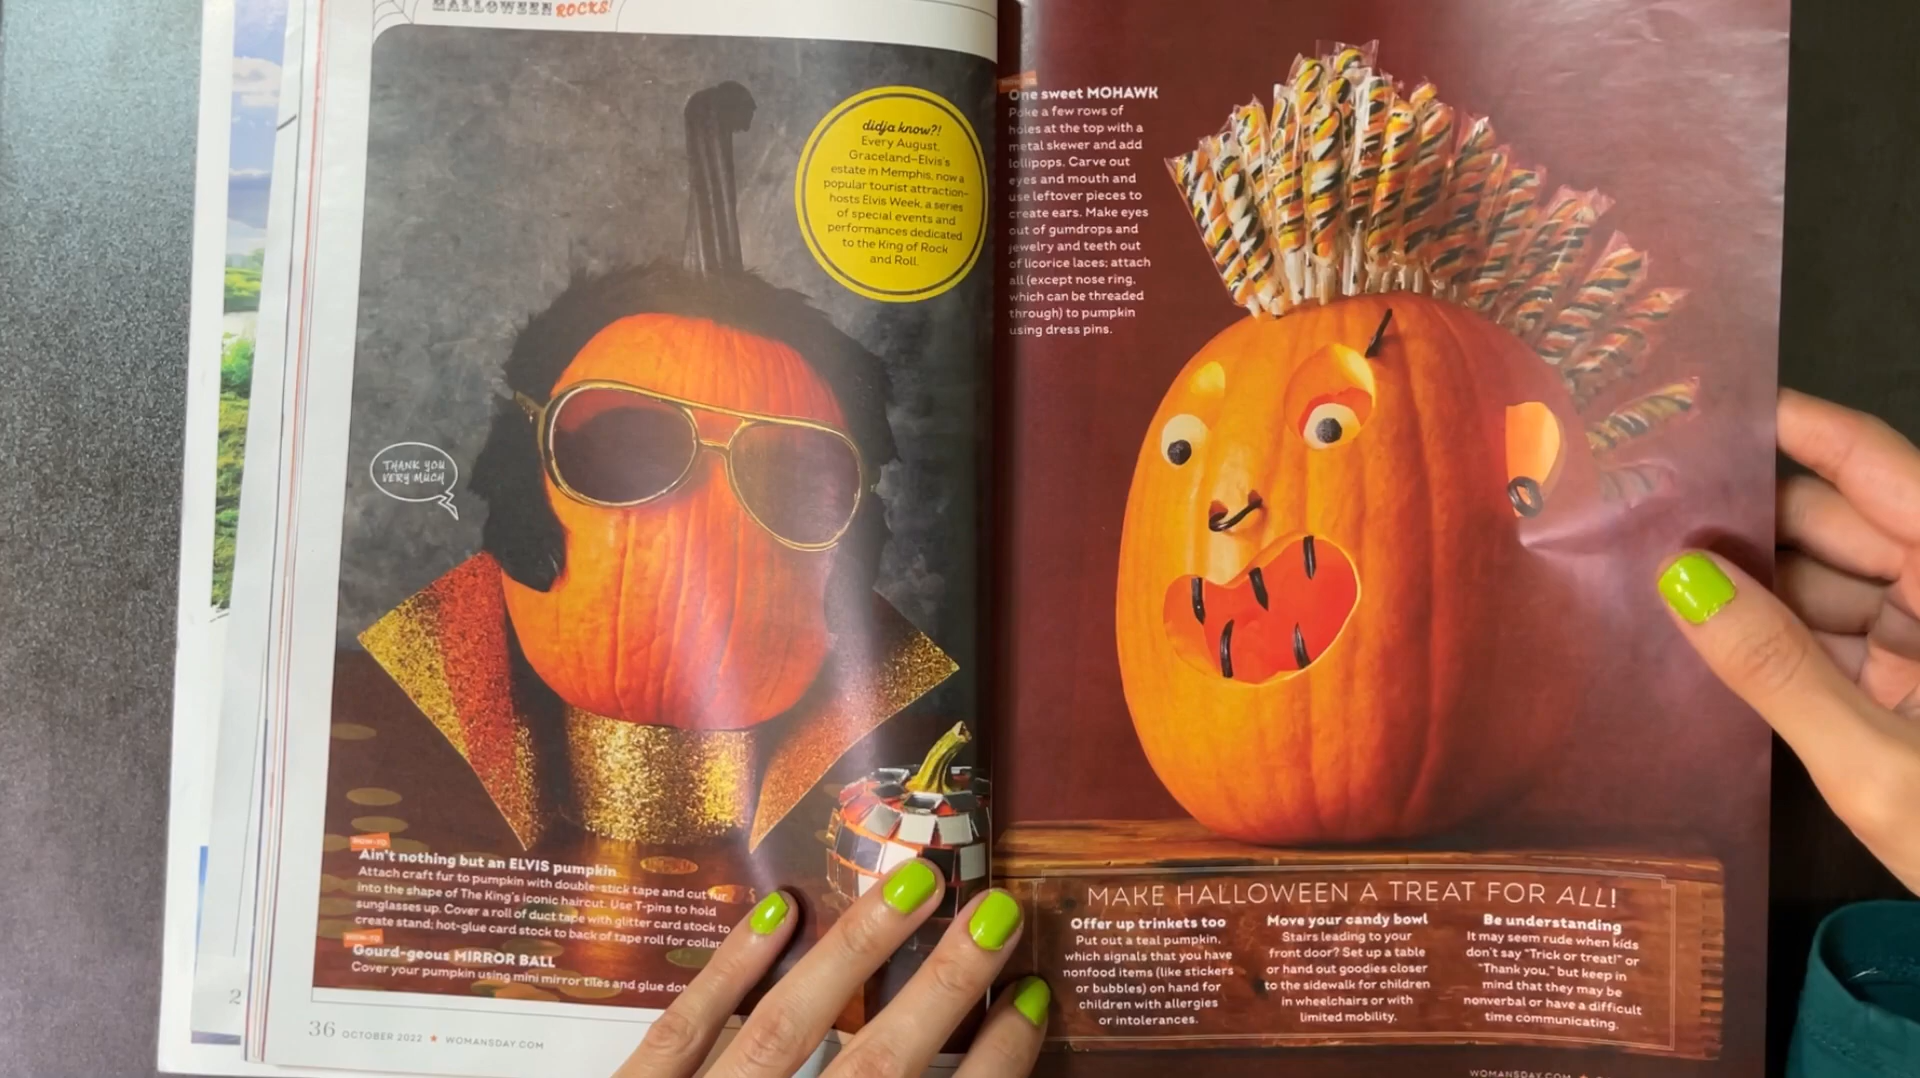 HALLOWEEN ROCKS!
didja know?!
Every August,
Graceland–Elvis's
estate in Memphis, now a
popular tourist attraction–
hosts Elvis Week, a series
of special events and
performances dedicated
to the King of Rock
and Roll.
THANK YOU
VERY MUCH
HOW-TO
Ain't nothing but an ELVIS pumpkin
Attach craft fur to pumpkin with double-stick tape and cut fur
into the shape of The King's iconic haircut. Use T-pins to hold
sunglasses up. Cover a roll of duct tape with glitter card stock to
create stand; hot-glue card stock to back of tape roll for collar
HOW-TO
Gourd-geous MIRROR BALL
Cover your pumpkin using mini mirror tiles and glue
2
36 OCTOBER 2022 ★ WOMANSDAY.COM
One sweet MOHAWK
Poke a few rows of
holes at the top with a
metal skewer and add
lollipops. Carve out
eyes and mouth and
use leftover pieces to
create ears. Make eyes
out of gumdrops and
jewelry and teeth out
of licorice laces; attach
all (except nose ring,
which can be threaded
through) to pumpkin
using dress pins.
MAKE HALLOWEEN A TREAT FOR ALL!
Offer up trinkets too
Put out a teal pumpkin,
which signals that you have
nonfood items (like stickers
or bubbles) on hand for
children with allergies
or intolerances.
Move your candy bowl
Stairs leading to your
front door? Set up a table
or hand out goodies closer
to the sidewalk for children
in wheelchairs or with
limited mobility.
Be understanding
It may seem rude when kids
don't say "Trick or treat!" or
"Thank you," but keep in
mind that they may be
nonverbal or have a difficult
time communicating.
WOMANSDAY.COM